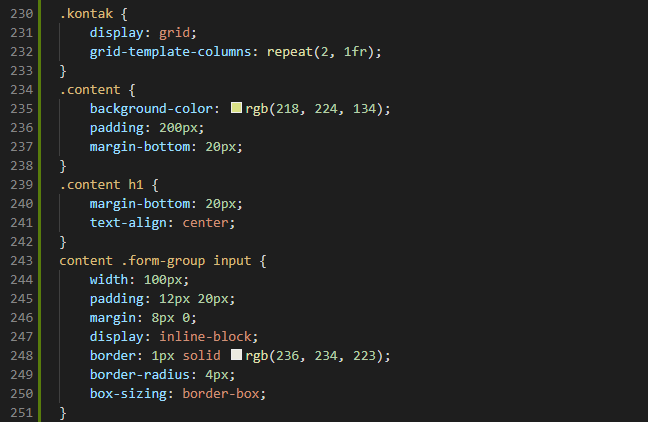 230 .kontak {
231     display: grid;
232     grid-template-columns: repeat(2, 1fr);
233 }
234 .content {
235     background-color: rgb(218, 224, 134);
236     padding: 200px;
237     margin-bottom: 20px;
238 }
239 .content h1 {
240     margin-bottom: 20px;
241     text-align: center;
242 }
243 content .form-group input {
244     width: 100px;
245     padding: 12px 20px;
246     margin: 8px 0;
247     display: inline-block;
248     border: 1px solid rgb(236, 234, 223);
249     border-radius: 4px;
250     box-sizing: border-box;
251 }